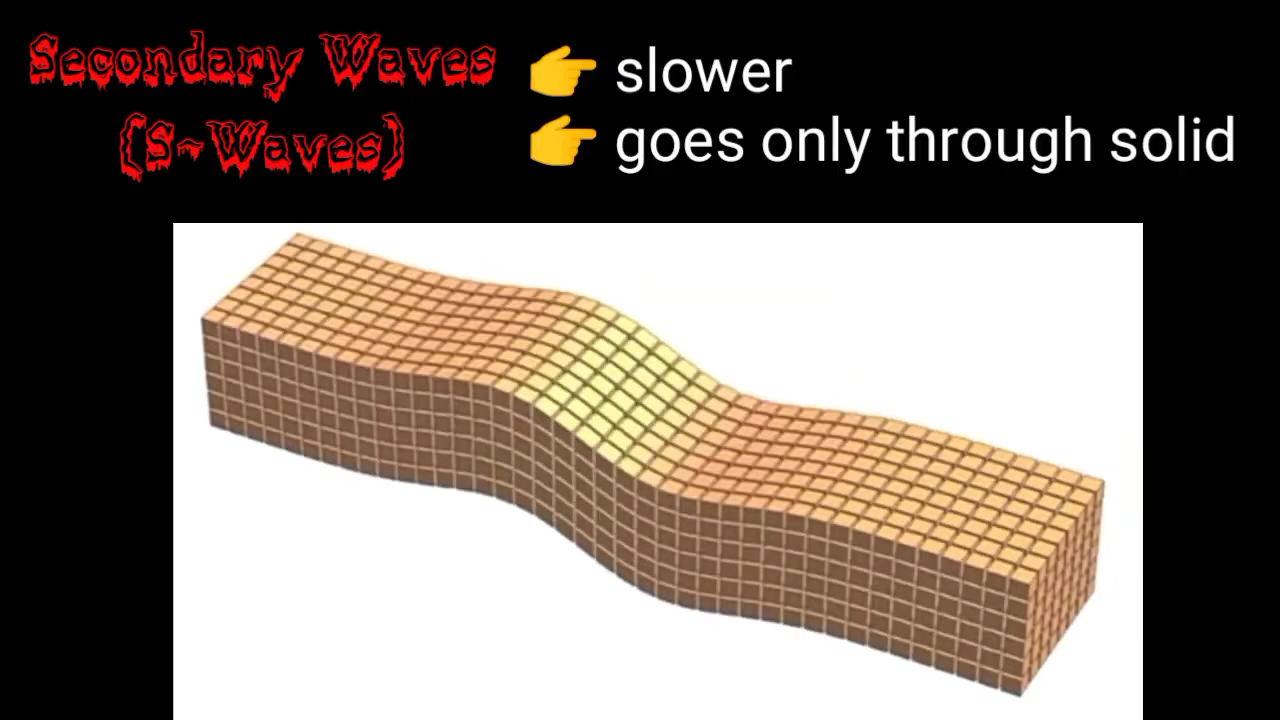 Secondary Waves
(S-Waves)
👉 slower
👉 goes only through solid